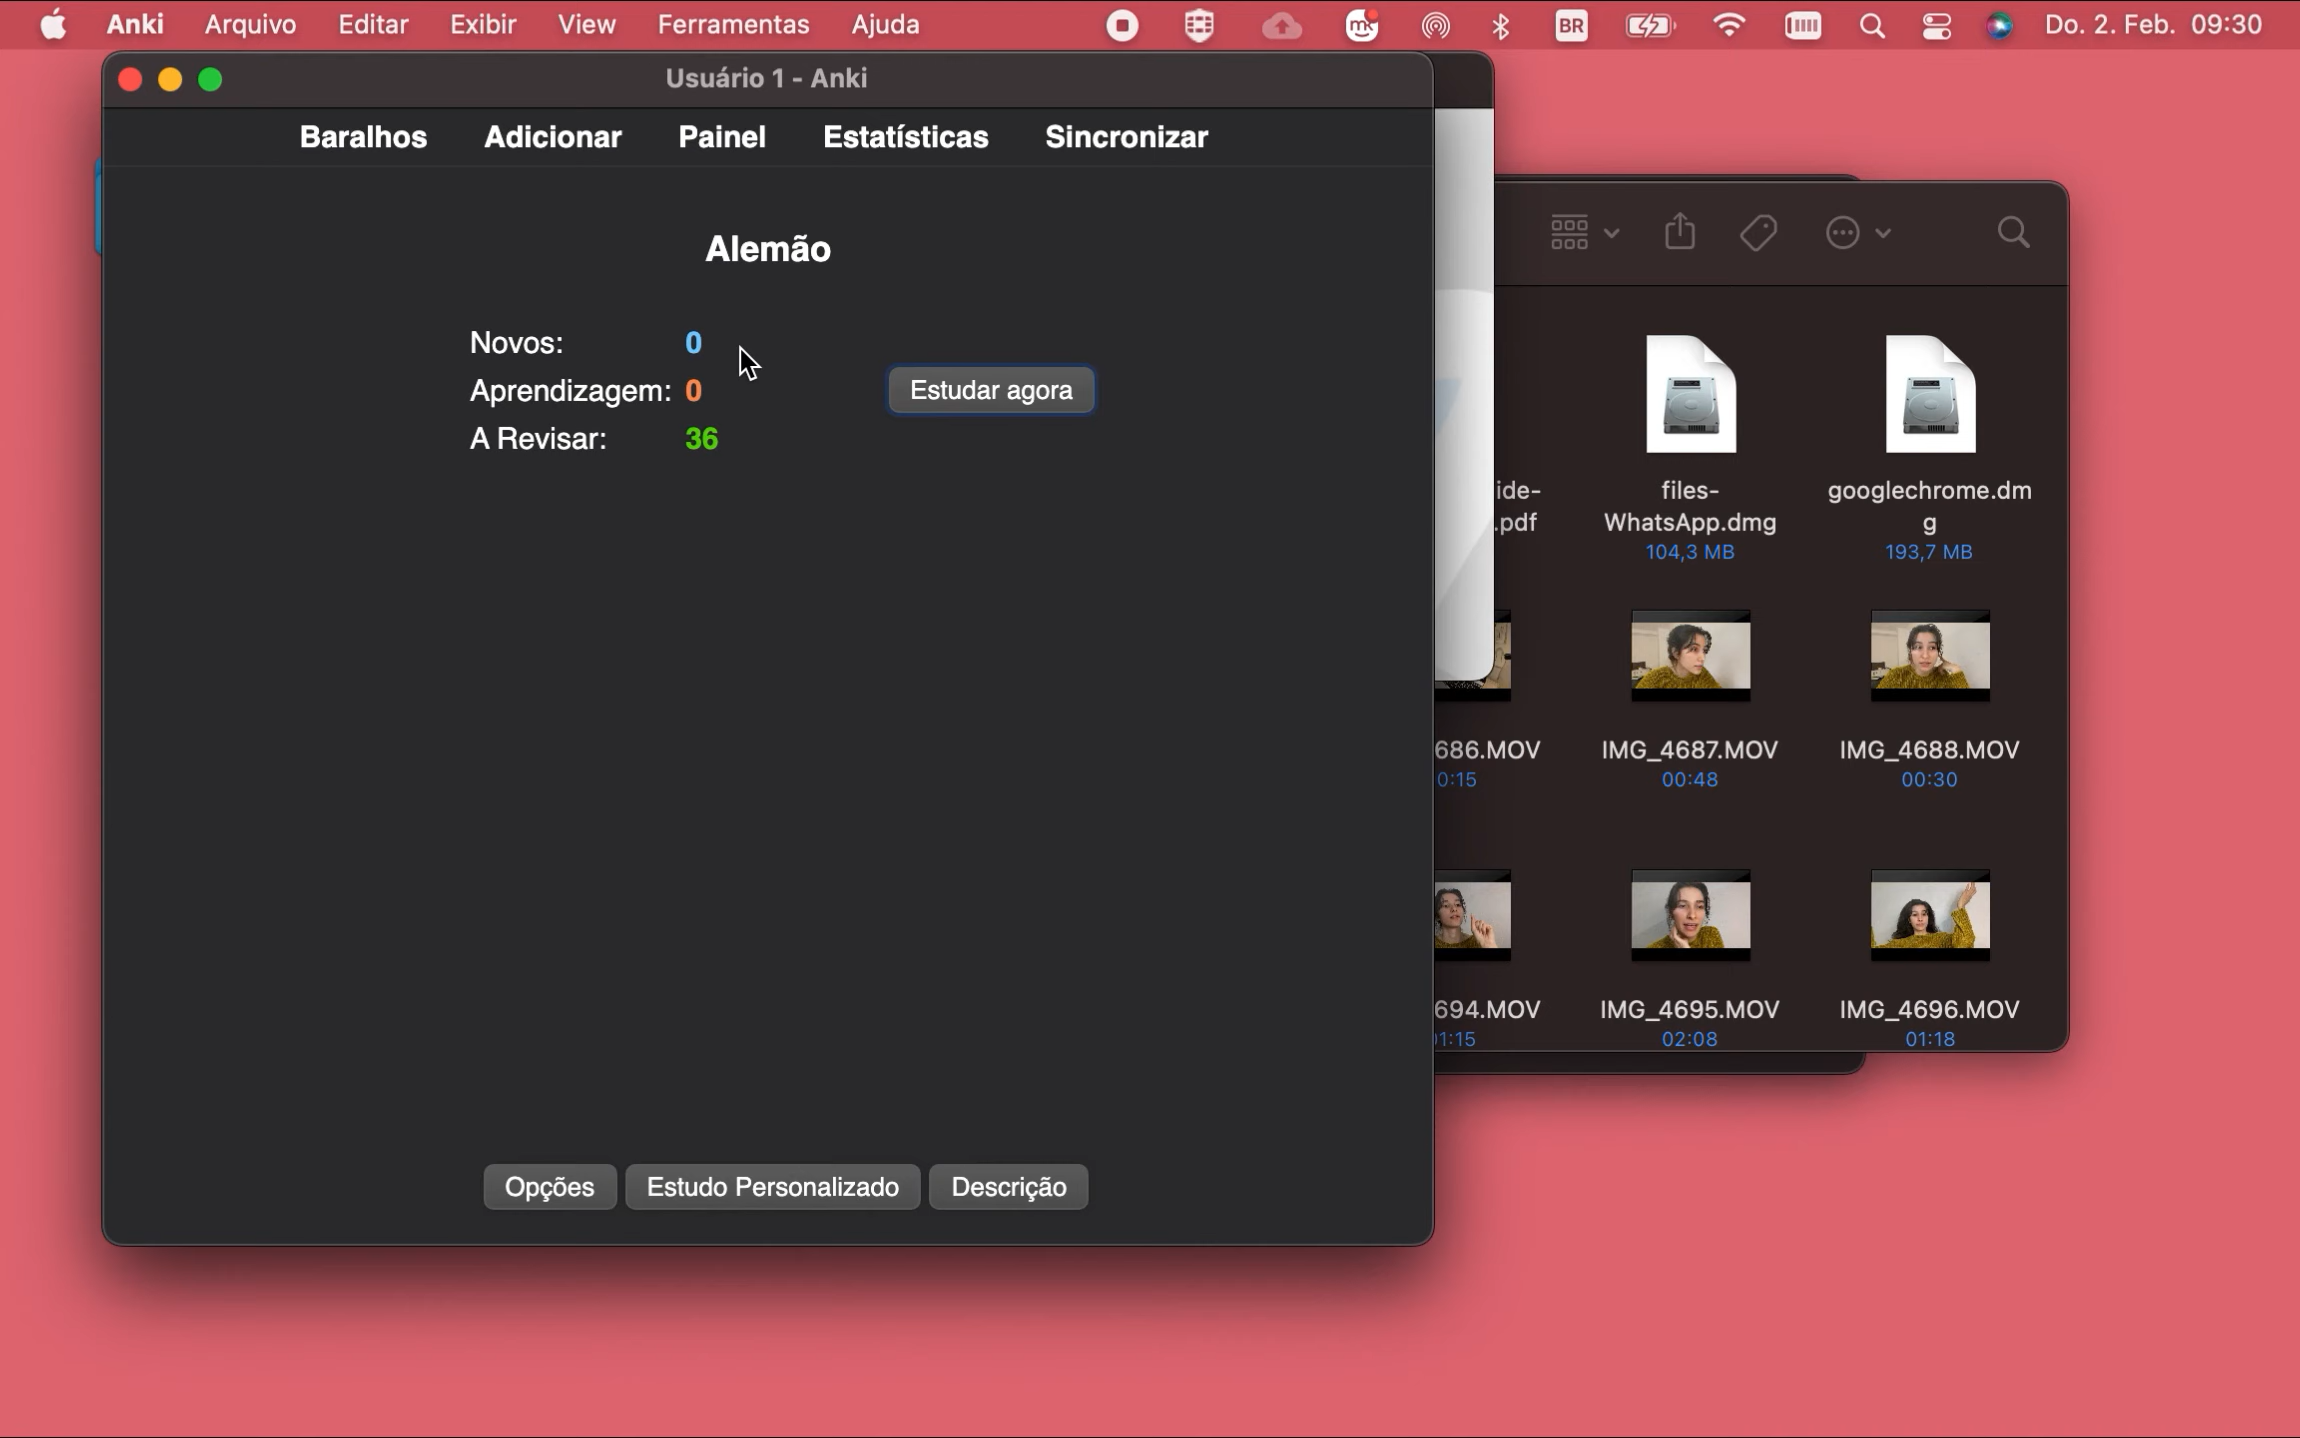 Anki Arquivo Editar Exibir View Ferramentas Ajuda BR Do. 2. Feb. 09:30
Usuário 1 - Anki
Baralhos Adicionar Painel Estatísticas Sincronizar
Alemão
Novos: 0
Aprendizagem: 0
A Revisar: 36
Estudar agora
Opções Estudo Personalizado Descrição
ide-
.pdf
files-
WhatsApp.dmg
104,3 MB
googlechrome.dm
g
193,7 MB
686.MOV
0:15
IMG_4687.MOV
00:48
IMG_4688.MOV
00:30
694.MOV
1:15
IMG_4695.MOV
02:08
IMG_4696.MOV
01:18